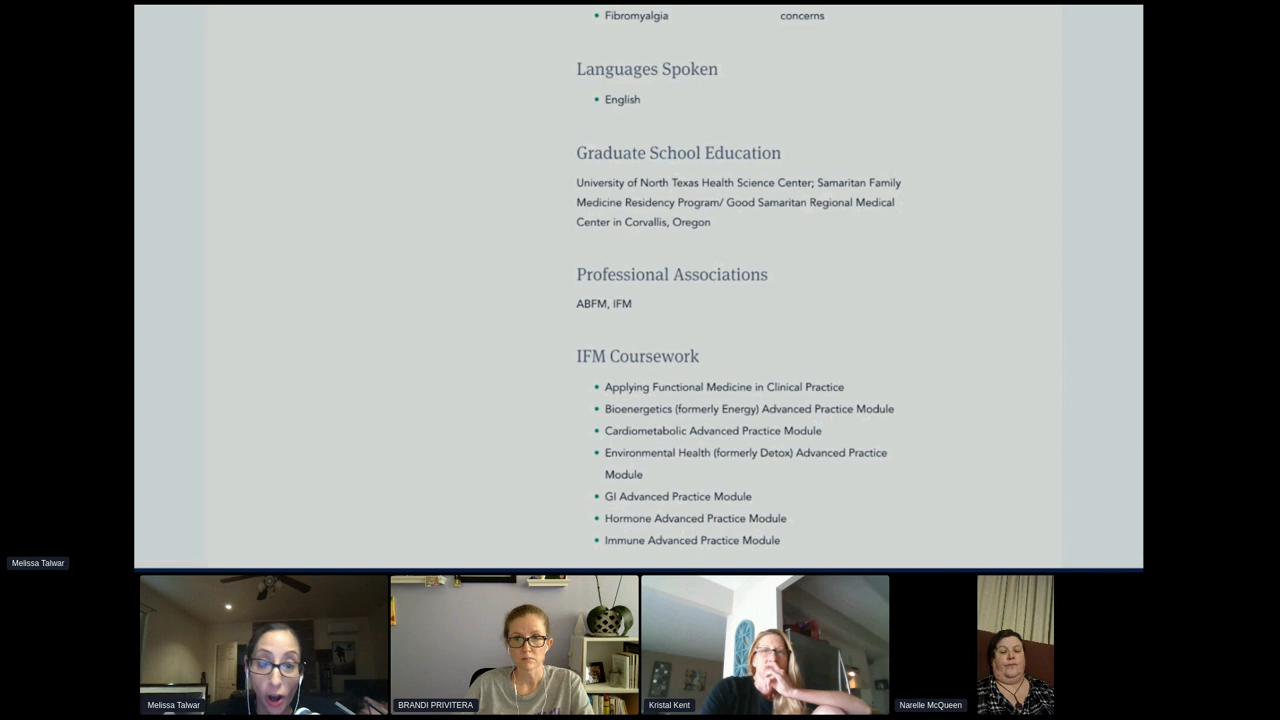 Fibromyalgia
concerns
Languages Spoken
English
Graduate School Education
University of North Texas Health Science Center; Samaritan Family
Medicine Residency Program/ Good Samaritan Regional Medical
Center in Corvallis, Oregon
Professional Associations
ABFM, IFM
IFM Coursework
Applying Functional Medicine in Clinical Practice
Bioenergetics (formerly Energy) Advanced Practice Module
Cardiometabolic Advanced Practice Module
Environmental Health (formerly Detox) Advanced Practice
Module
GI Advanced Practice Module
Hormone Advanced Practice Module
Immune Advanced Practice Module
Melissa Talwar
Melissa Talwar
BRANDI PRIVITERA
Kristal Kent
Narelle McQueen